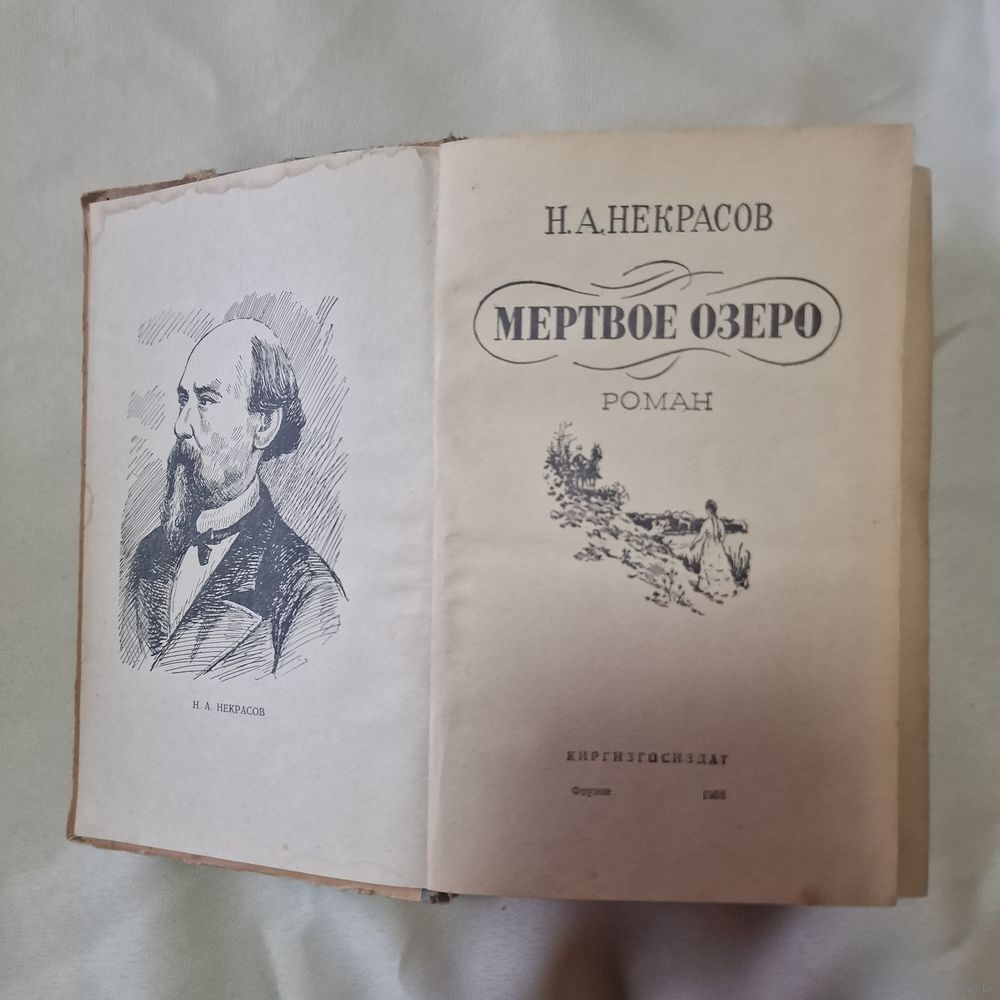 Н. А. НЕКРАСОВ
Н. А. НЕКРАСОВ
МЕРТВОЕ ОЗЕРО
РОМАН
КИРГИЗГОСИЗДАТ
Фрунзе